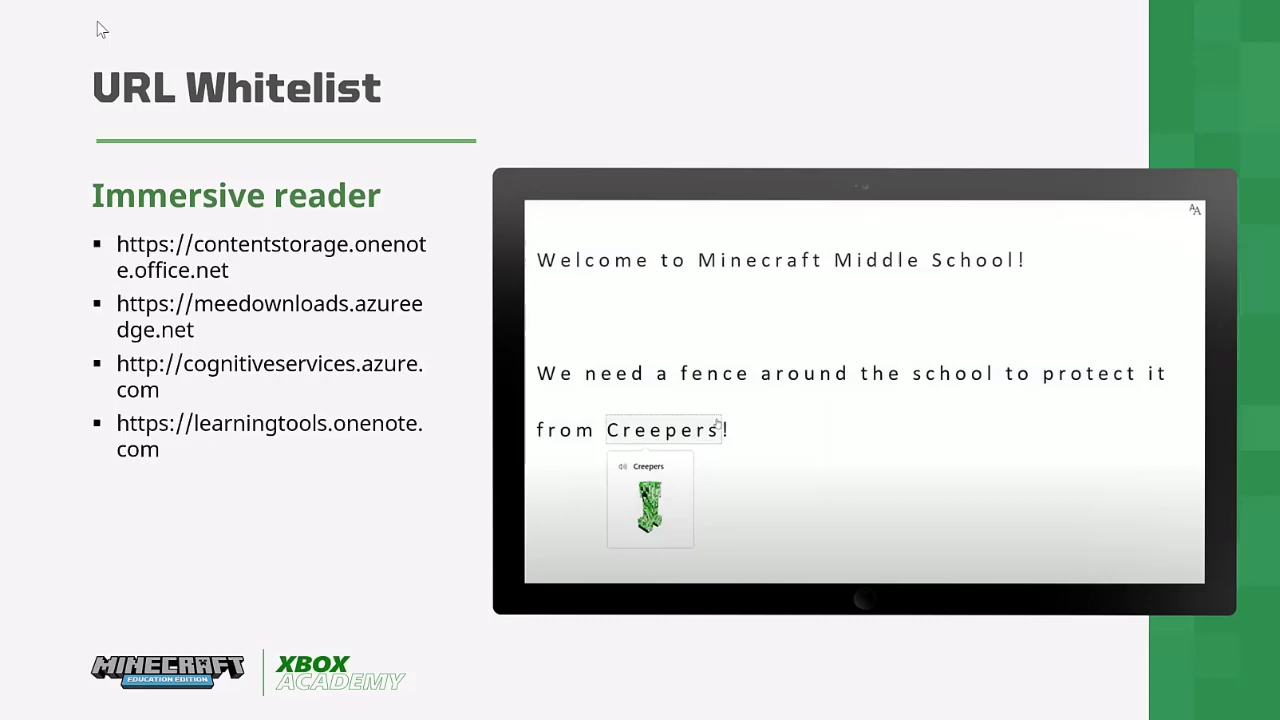 URL Whitelist
Immersive reader
▪ https://contentstorage.onenot
e.office.net
▪ https://meedownloads.azuree
dge.net
▪ http://cognitiveservices.azure.
com
▪ https://learningtools.onenote.
com
Welcome to Minecraft Middle School!
We need a fence around the school to protect it
from Creepers!
Creepers
MINECRAFT
EDUCATION EDITION
XBOX
ACADEMY